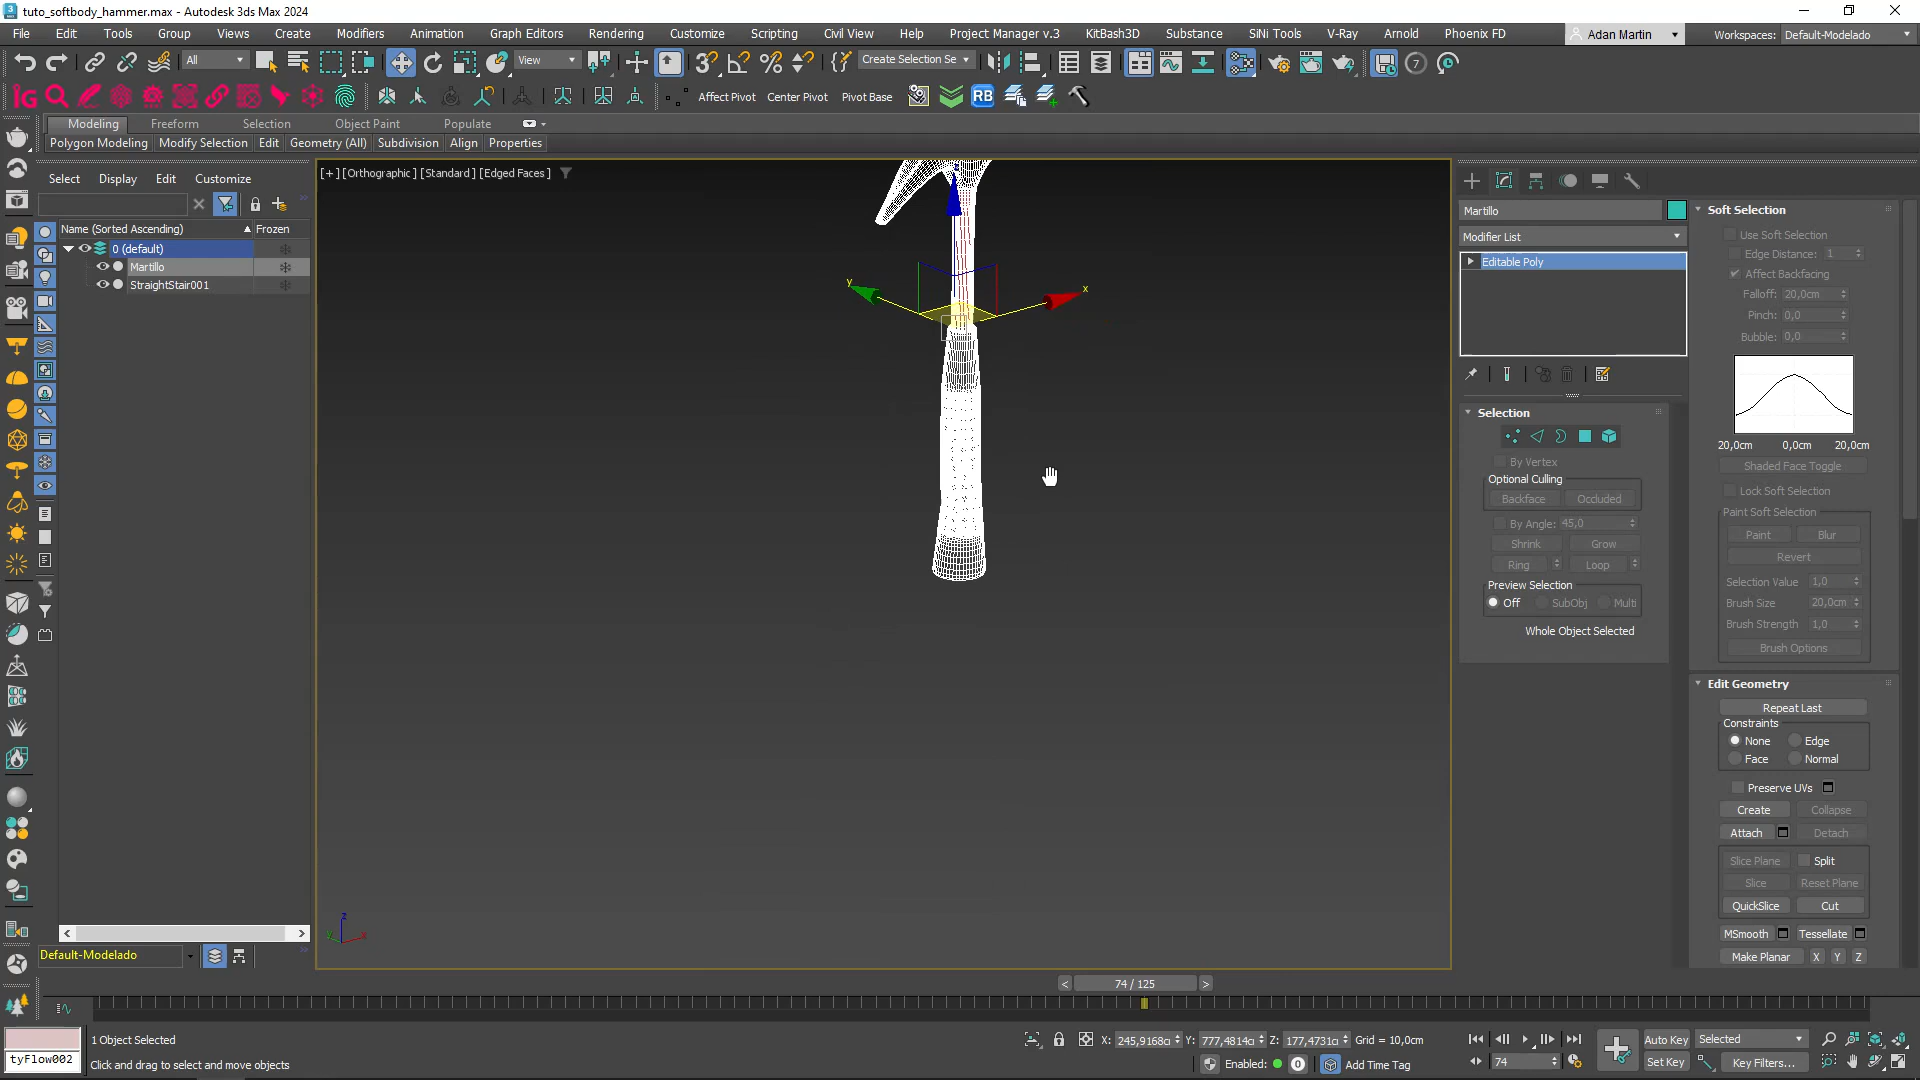 tuto_softbody_hammer.max - Autodesk 3ds Max 2024
File Edit Tools Group Views Create Modifiers Animation Graph Editors Rendering Customize Scripting Civil View Help Project Manager v.3 KitBash3D Substance SiNi Tools V-Ray Arnold Phoenix FD Adan Martin Workspaces: Default-Modelado
All View Create Selection Se
Affect Pivot Center Pivot Pivot Base RB
Modeling Freeform Selection Object Paint Populate
Polygon Modeling Modify Selection Edit Geometry (All) Subdivision Align Properties
Select Display Edit Customize
Name (Sorted Ascending) Frozen
0 (default)
Martillo
StraightStair001
Default-Modelado
[+] [Orthographic] [Standard] [Edged Faces]
y x
z
y x
74 / 125
Martillo
Modifier List
Editable Poly
Selection
By Vertex
Optional Culling
Backface Occluded
By Angle: 45,0
Shrink Grow
Ring Loop
Preview Selection
Off SubObj Multi
Whole Object Selected
Soft Selection
Use Soft Selection
Edge Distance: 1
Affect Backfacing
Falloff: 20,0cm
Pinch: 0,0
Bubble: 0,0
20,0cm 0,0cm 20,0cm
Shaded Face Toggle
Lock Soft Selection
Paint Soft Selection
Paint Blur
Revert
Selection Value 1,0
Brush Size 20,0cm
Brush Strength 1,0
Brush Options
Edit Geometry
Repeat Last
Constraints
None Edge
Face Normal
Preserve UVs
Create Collapse
Attach Detach
Slice Plane Split
Slice Reset Plane
QuickSlice Cut
MSmooth Tessellate
Make Planar X Y Z
tyFlow002
1 Object Selected
Click and drag to select and move objects
X: 245,9168c Y: 777,4814c Z: 177,4731c Grid = 10,0cm
Enabled: 0 Add Time Tag
74
Auto Key Selected
Set Key Key Filters...